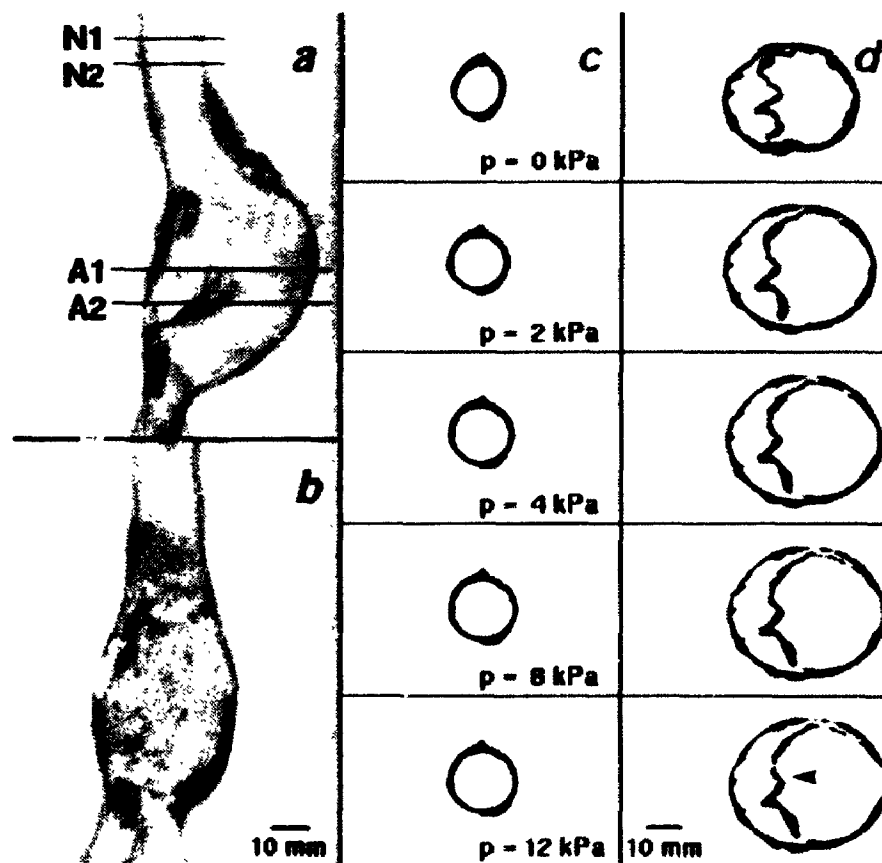 N1
N2
a
A1
A2
b
10 mm
c
p = 0 kPa
p = 2 kPa
p = 4 kPa
p = 8 kPa
p = 12 kPa
d
10 mm